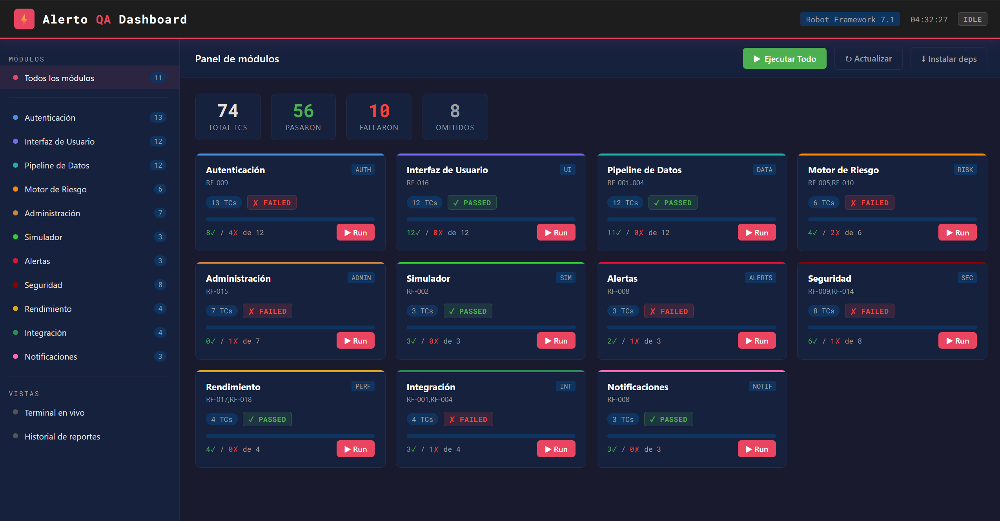 Alerto QA Dashboard
Robot Framework 7.1
04:32:27
IDLE
MÓDULOS
Todos los módulos 11
Autenticación 13
Interfaz de Usuario 12
Pipeline de Datos 12
Motor de Riesgo 6
Administración 7
Simulador 3
Alertas 3
Seguridad 8
Rendimiento 4
Integración 4
Notificaciones 3
VISTAS
Terminal en vivo
Historial de reportes
Panel de módulos
▶ Ejecutar Todo
↻ Actualizar
⬇ Instalar deps
74
TOTAL TCS
56
PASARON
10
FALLARON
8
OMITIDOS
Autenticación AUTH
RF-009
13 TCs ✗ FAILED
8✓ / 4✗ de 12 ▶ Run
Interfaz de Usuario UI
RF-016
12 TCs ✓ PASSED
12✓ / 0✗ de 12 ▶ Run
Pipeline de Datos DATA
RF-001..004
12 TCs ✓ PASSED
11✓ / 0✗ de 12 ▶ Run
Motor de Riesgo RISK
RF-005,RF-010
6 TCs ✗ FAILED
4✓ / 2✗ de 6 ▶ Run
Administración ADMIN
RF-015
7 TCs ✗ FAILED
0✓ / 1✗ de 7 ▶ Run
Simulador SIM
RF-002
3 TCs ✓ PASSED
3✓ / 0✗ de 3 ▶ Run
Alertas ALERTS
RF-008
3 TCs ✗ FAILED
2✓ / 1✗ de 3 ▶ Run
Seguridad SEC
RF-009,RF-014
8 TCs ✗ FAILED
6✓ / 1✗ de 8 ▶ Run
Rendimiento PERF
RF-017,RF-018
4 TCs ✓ PASSED
4✓ / 0✗ de 4 ▶ Run
Integración INT
RF-001,RF-004
4 TCs ✗ FAILED
3✓ / 1✗ de 4 ▶ Run
Notificaciones NOTIF
RF-008
3 TCs ✓ PASSED
3✓ / 0✗ de 3 ▶ Run